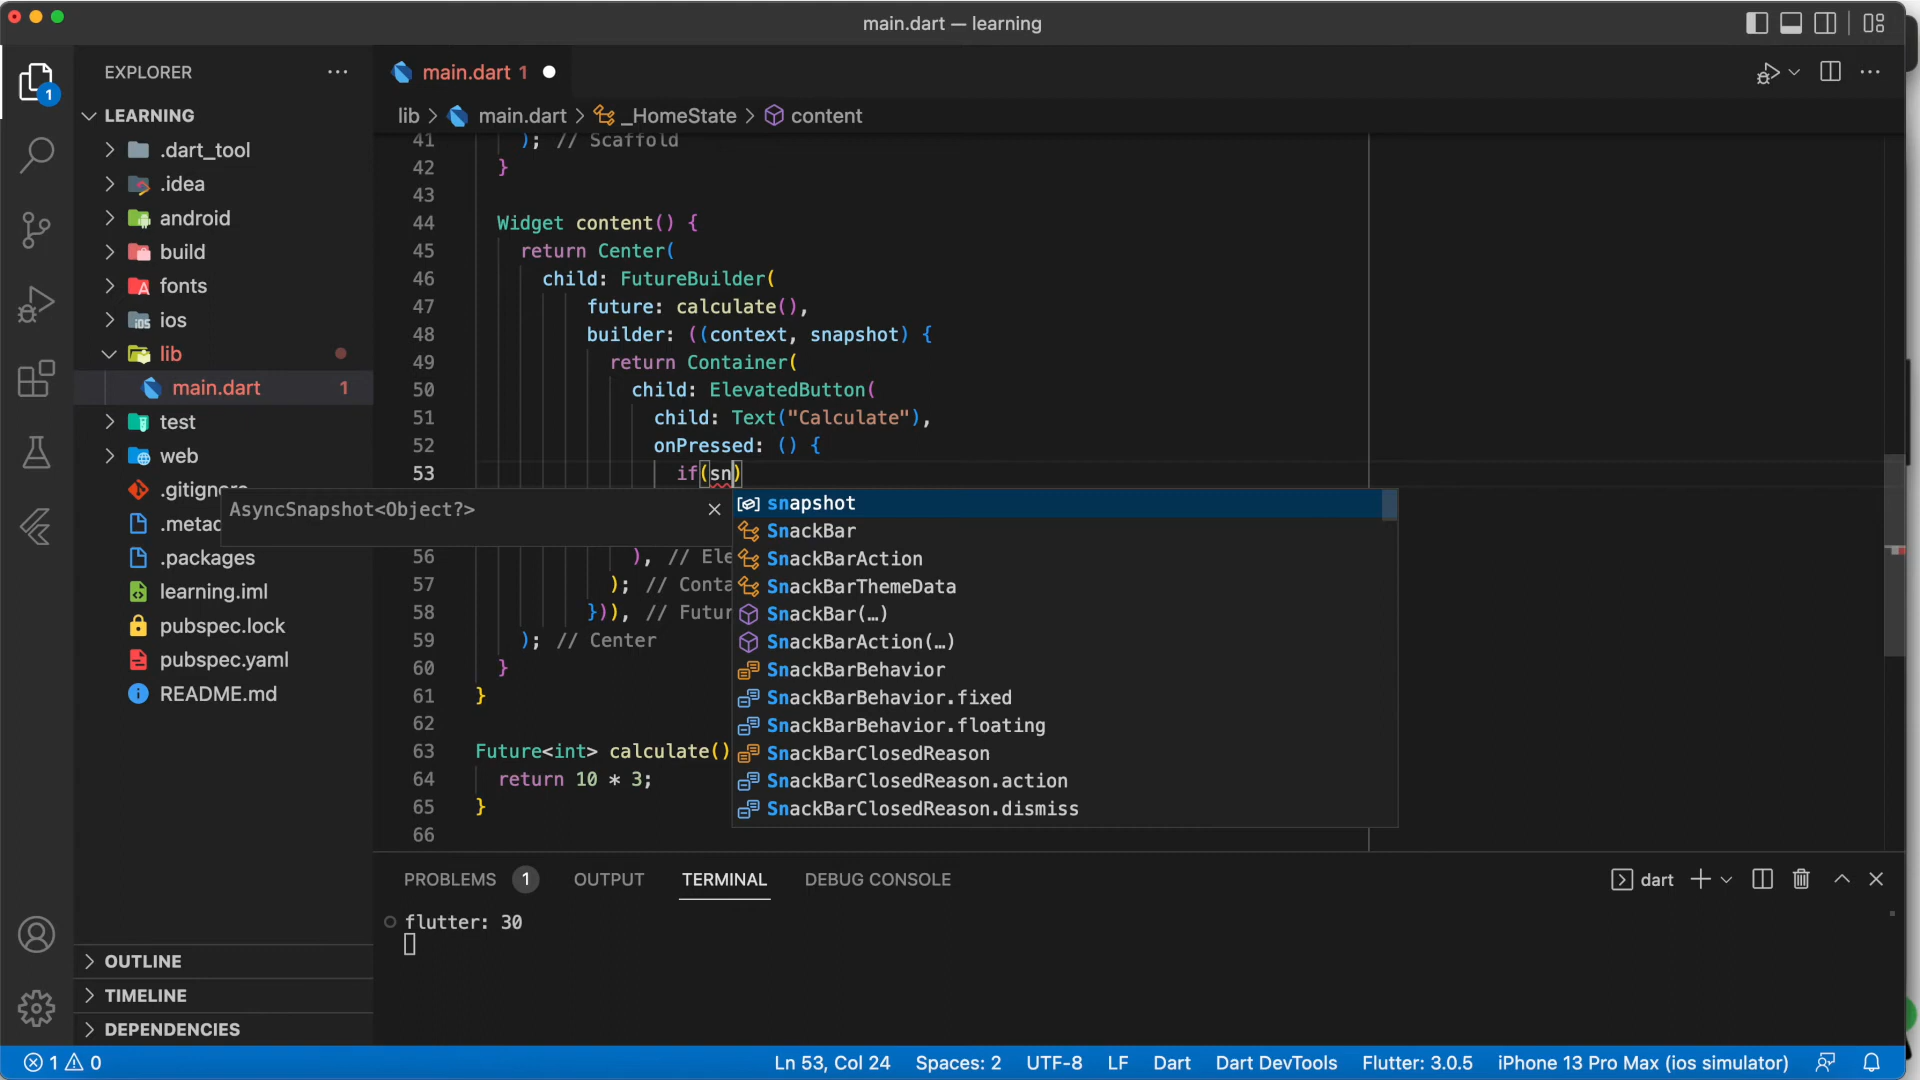 main.dart — learning
EXPLORER
main.dart 1
1
LEARNING
lib > main.dart > _HomeState > content
.dart_tool
.idea
android
build
fonts
ios
lib
main.dart 1
test
web
.gitignore
.metad
.packages
learning.iml
pubspec.lock
pubspec.yaml
README.md
OUTLINE
TIMELINE
DEPENDENCIES
41 ); // Scaffold
42 }
43
44 Widget content() {
45 return Center(
46 child: FutureBuilder(
47 future: calculate(),
48 builder: ((context, snapshot) {
49 return Container(
50 child: ElevatedButton(
51 child: Text("Calculate"),
52 onPressed: () {
53 if(sn)
AsyncSnapshot<Object?>
56 ), // Ele
57 ); // Conta
58 })), // Futur
59 ); // Center
60 }
61 }
62
63 Future<int> calculate()
64 return 10 * 3;
65 }
66
snapshot
SnackBar
SnackBarAction
SnackBarThemeData
SnackBar(…)
SnackBarAction(…)
SnackBarBehavior
SnackBarBehavior.fixed
SnackBarBehavior.floating
SnackBarClosedReason
SnackBarClosedReason.action
SnackBarClosedReason.dismiss
PROBLEMS 1 OUTPUT TERMINAL DEBUG CONSOLE
dart
flutter: 30
1 0
Ln 53, Col 24 Spaces: 2 UTF-8 LF Dart Dart DevTools Flutter: 3.0.5 iPhone 13 Pro Max (ios simulator)